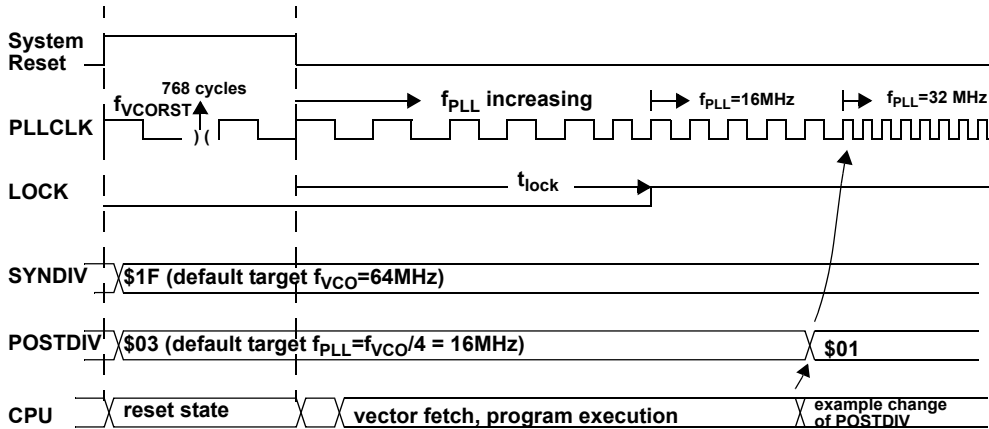 System
Reset
768 cycles
fVCORST
fPLL increasing
fPLL=16MHz
fPLL=32 MHz
PLLCLK
) (
tlock
LOCK
SYNDIV
$1F (default target fVCO=64MHz)
POSTDIV
$03 (default target fPLL=fVCO/4 = 16MHz)
$01
CPU
reset state
vector fetch, program execution
example change
of POSTDIV